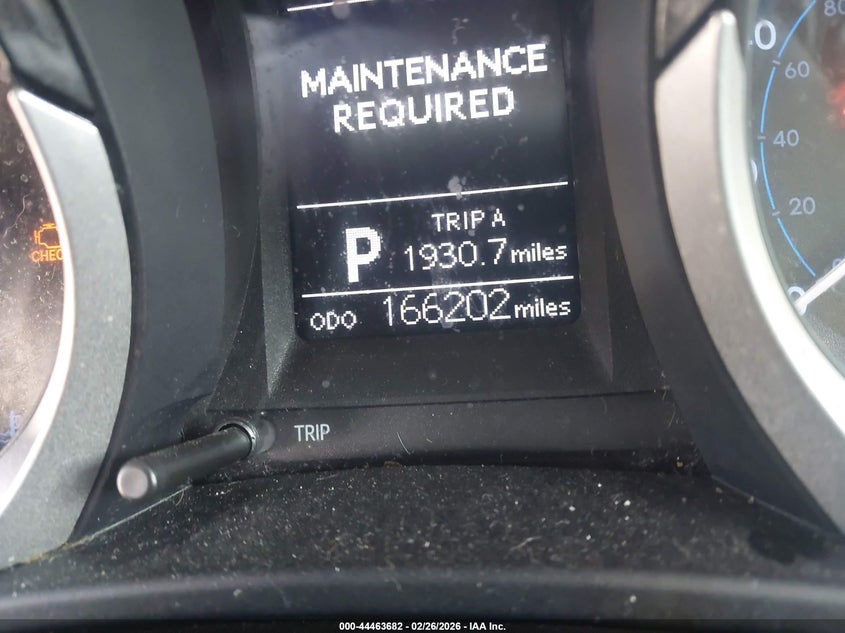 MAINTENANCE
REQUIRED
P
TRIP A
1930.7 miles
ODO 166202 miles
TRIP
CHEC
80
60
40
20
0
000-44463682 - 02/26/2026 - IAA Inc.